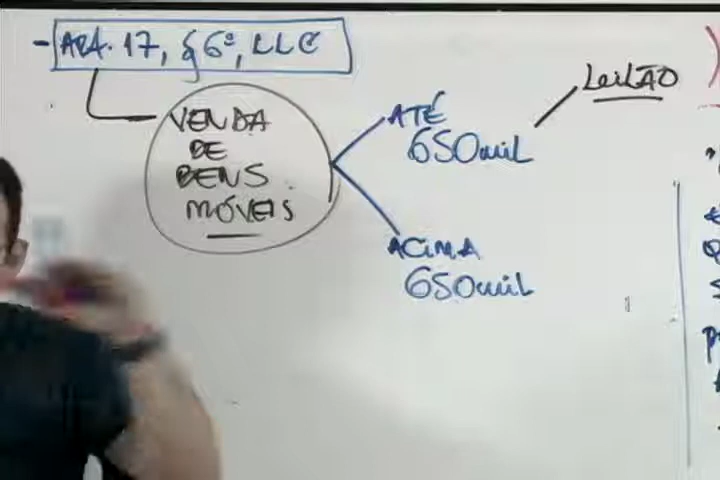 - ART. 17, § 6º, LLC
VENDA
DE
BENS
MÓVEIS
ATÉ
650mil
LEILÃO
ACIMA
650mil